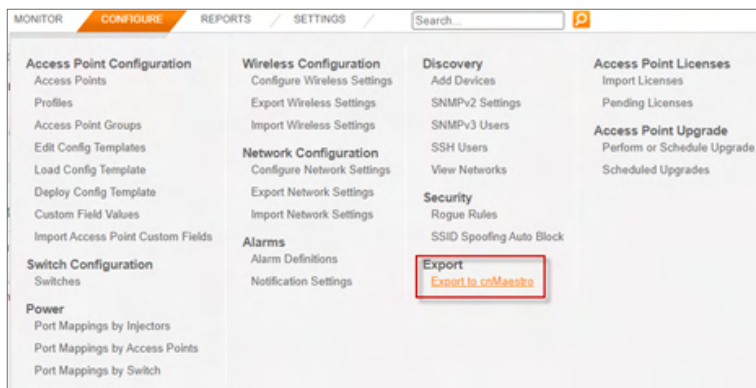 MONITOR CONFIGURE REPORTS SETTINGS Search...
Access Point Configuration
Access Points
Profiles
Access Point Groups
Edit Config Templates
Load Config Template
Deploy Config Template
Custom Field Values
Import Access Point Custom Fields
Switch Configuration
Switches
Power
Port Mappings by Injectors
Port Mappings by Access Points
Port Mappings by Switch
Wireless Configuration
Configure Wireless Settings
Export Wireless Settings
Import Wireless Settings
Network Configuration
Configure Network Settings
Export Network Settings
Import Network Settings
Alarms
Alarm Definitions
Notification Settings
Discovery
Add Devices
SNMPv2 Settings
SNMPv3 Users
SSH Users
View Networks
Security
Rogue Rules
SSID Spoofing Auto Block
Export
Export to cnMaestro
Access Point Licenses
Import Licenses
Pending Licenses
Access Point Upgrade
Perform or Schedule Upgrade
Scheduled Upgrades